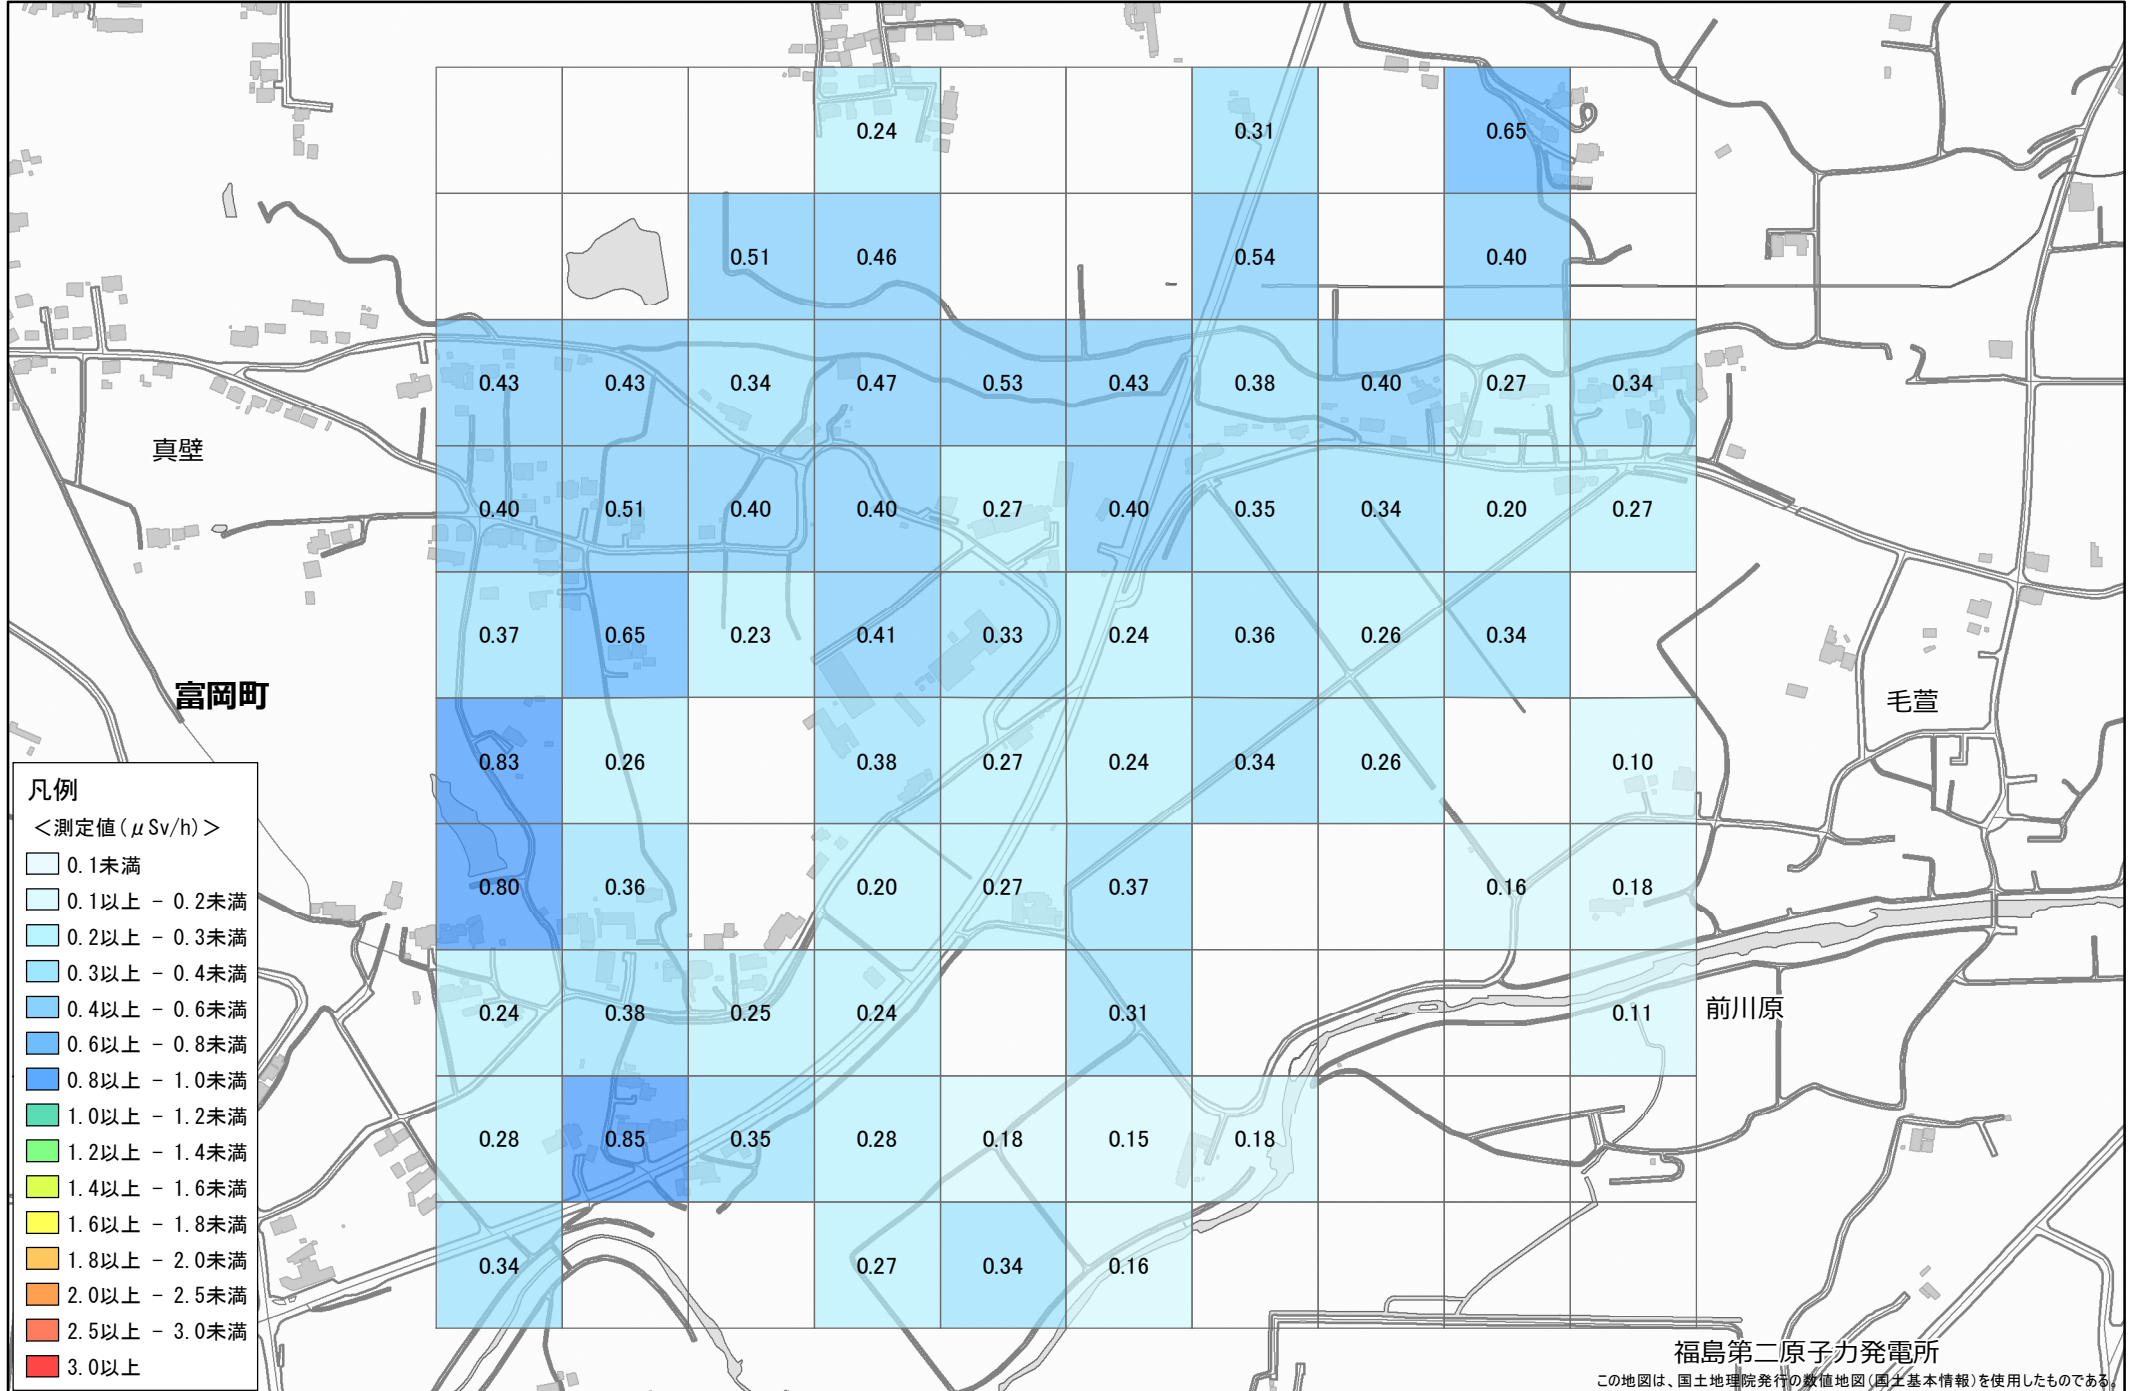 0.24 0.31 0.65
0.51 0.46 0.54 0.40
0.43 0.43 0.34 0.47 0.53 0.43 0.38 0.40 0.27 0.34
真壁
0.40 0.51 0.40 0.40 0.27 0.40 0.35 0.34 0.20 0.27
0.37 0.65 0.23 0.41 0.33 0.24 0.36 0.26 0.34
富岡町
毛萱
0.83 0.26 0.38 0.27 0.24 0.34 0.26 0.10
0.80 0.36 0.20 0.27 0.37 0.16 0.18
0.24 0.38 0.25 0.24 0.31 0.11
前川原
0.28 0.85 0.35 0.28 0.18 0.15 0.18
0.34 0.27 0.34 0.16
凡例
＜測定値(μSv/h)＞
0.1未満
0.1以上 - 0.2未満
0.2以上 - 0.3未満
0.3以上 - 0.4未満
0.4以上 - 0.6未満
0.6以上 - 0.8未満
0.8以上 - 1.0未満
1.0以上 - 1.2未満
1.2以上 - 1.4未満
1.4以上 - 1.6未満
1.6以上 - 1.8未満
1.8以上 - 2.0未満
2.0以上 - 2.5未満
2.5以上 - 3.0未満
3.0以上
福島第二原子力発電所
この地図は、国土地理院発行の数値地図(国土基本情報)を使用したものである。